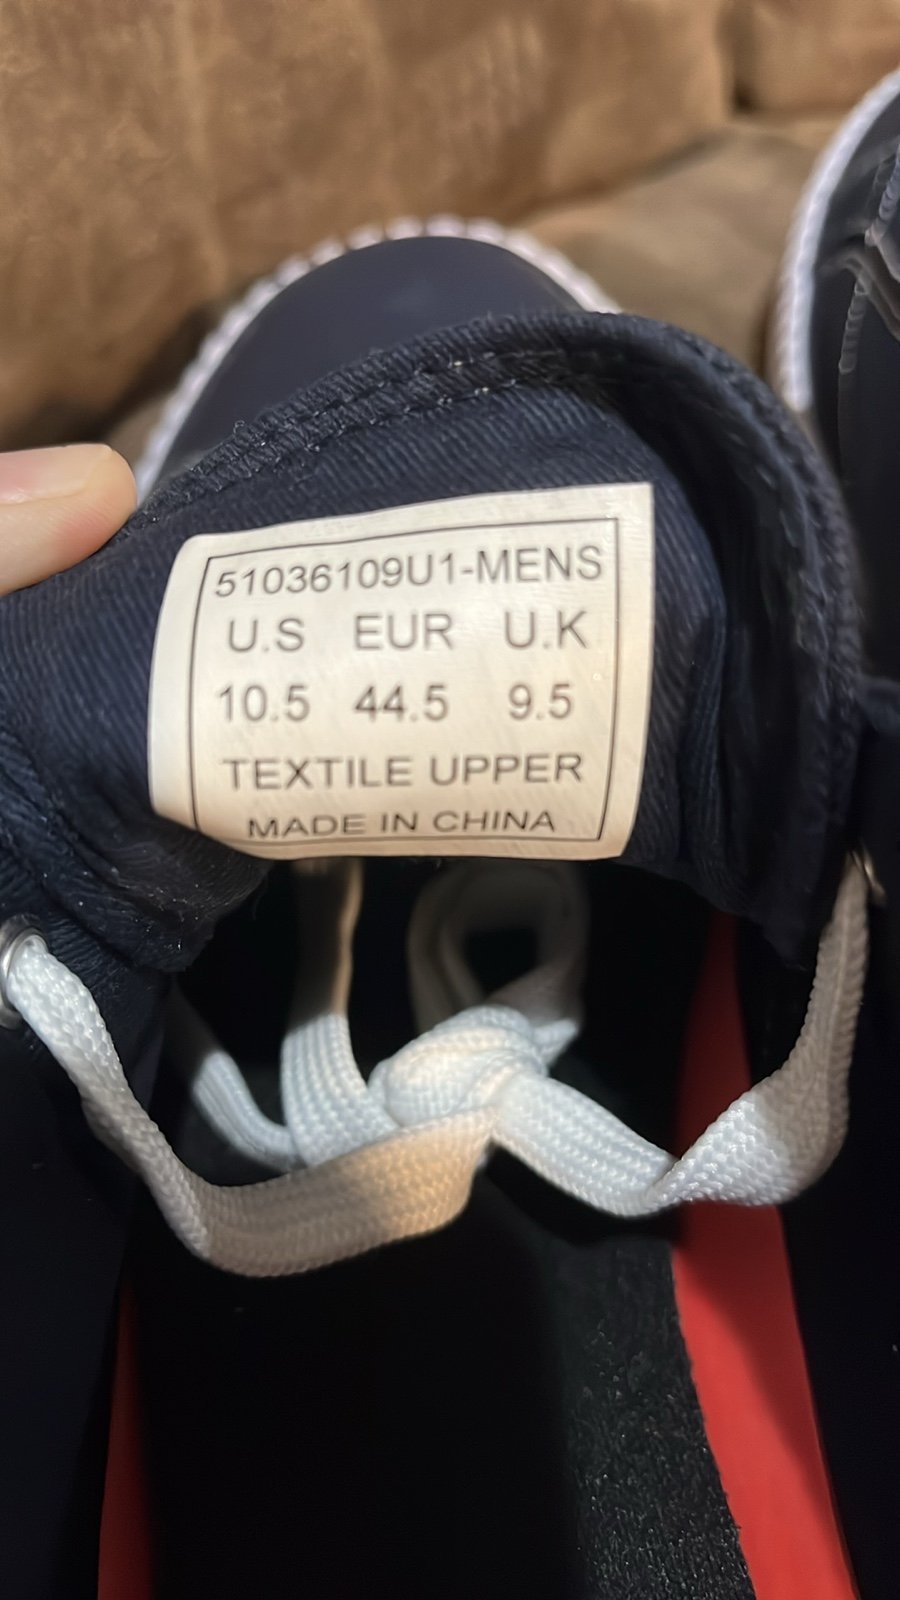 51036109U1-MENS
U.S EUR U.K
10.5 44.5 9.5
TEXTILE UPPER
MADE IN CHINA